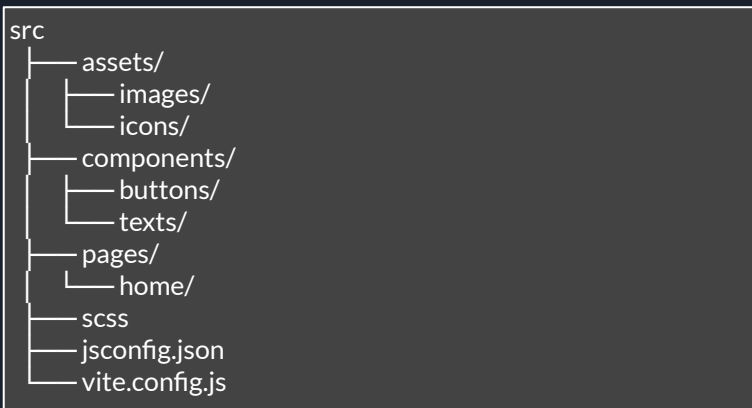 src
├── assets/
│   ├── images/
│   └── icons/
├── components/
│   ├── buttons/
│   └── texts/
├── pages/
│   └── home/
├── scss
├── jsconfig.json
└── vite.config.js